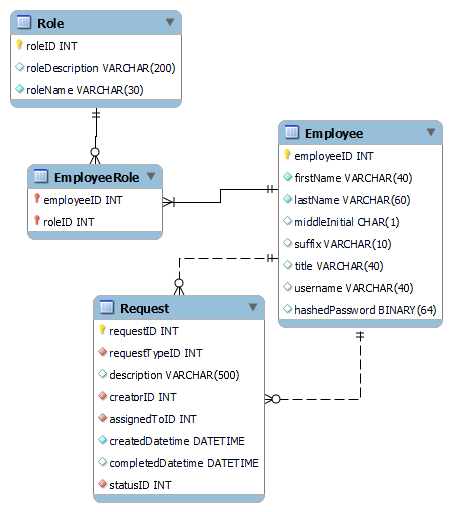 Role
roleID INT
roleDescription VARCHAR(200)
roleName VARCHAR(30)
EmployeeRole
employeeID INT
roleID INT
Employee
employeeID INT
firstName VARCHAR(40)
lastName VARCHAR(60)
middleInitial CHAR(1)
suffix VARCHAR(10)
title VARCHAR(40)
username VARCHAR(40)
hashedPassword BINARY(64)
Request
requestID INT
requestTypeID INT
description VARCHAR(500)
creatorID INT
assignedToID INT
createdDatetime DATETIME
completedDatetime DATETIME
statusID INT